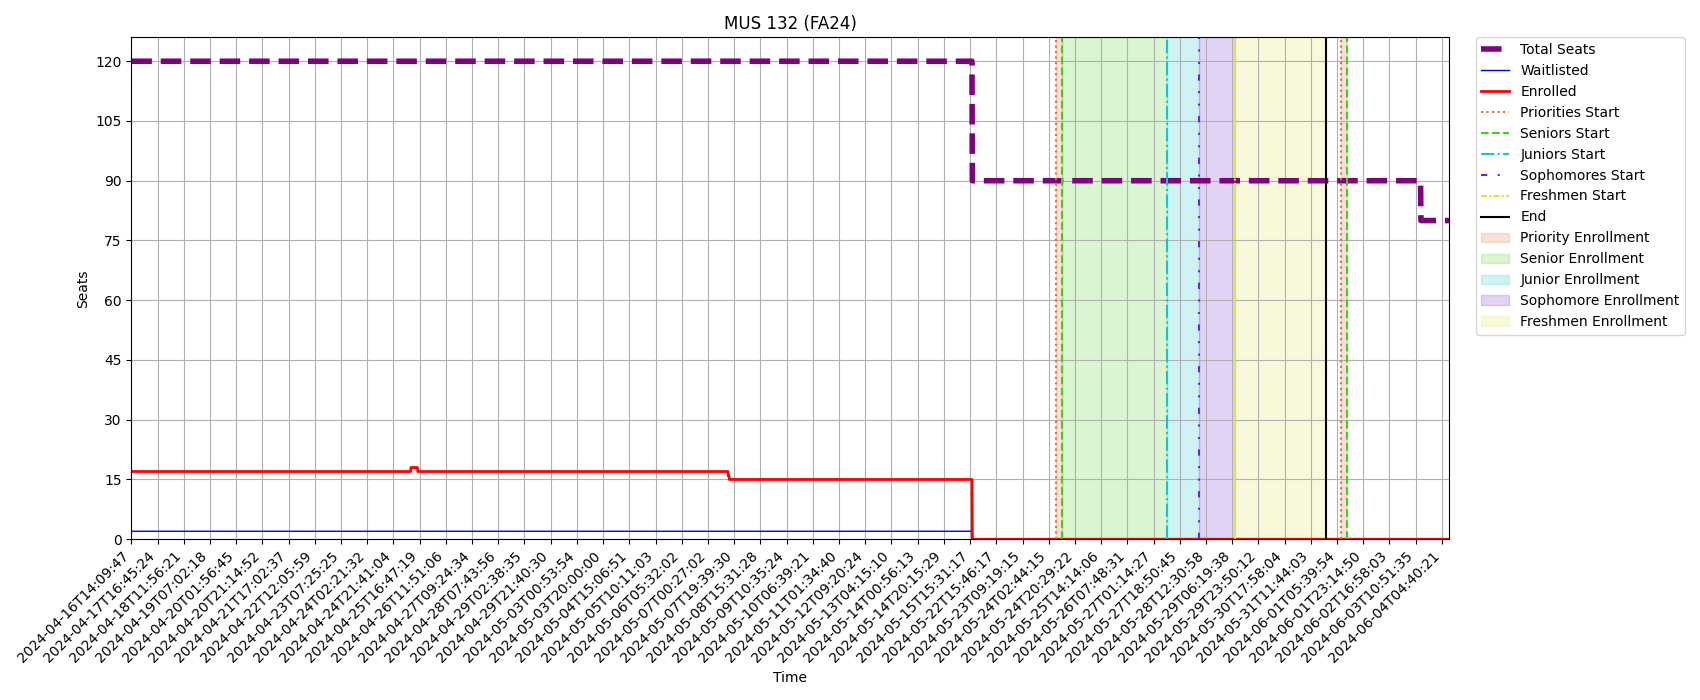 MUS 132 (FA24)
Total Seats
Waitlisted
Enrolled
Priorities Start
Seniors Start
Juniors Start
Sophomores Start
Freshmen Start
End
Priority Enrollment
Senior Enrollment
Junior Enrollment
Sophomore Enrollment
Freshmen Enrollment
Seats
120
105
90
75
60
45
30
15
0
2024-04-16T14:09:47
2024-04-17T16:45:24
2024-04-18T11:56:21
2024-04-19T07:02:18
2024-04-20T01:56:45
2024-04-20T21:14:52
2024-04-21T17:02:37
2024-04-22T12:05:59
2024-04-23T07:25:25
2024-04-24T02:21:32
2024-04-24T21:41:04
2024-04-25T16:47:19
2024-04-26T11:51:06
2024-04-27T09:24:34
2024-04-28T07:43:56
2024-04-29T02:38:35
2024-04-29T21:40:30
2024-05-03T00:53:54
2024-05-03T20:00:00
2024-05-04T15:06:51
2024-05-05T10:11:03
2024-05-06T05:32:02
2024-05-07T00:27:02
2024-05-07T19:39:30
2024-05-08T15:31:28
2024-05-09T10:35:24
2024-05-10T06:39:21
2024-05-11T01:34:40
2024-05-12T09:20:24
2024-05-13T04:15:10
2024-05-14T00:56:13
2024-05-14T20:15:29
2024-05-15T15:31:17
2024-05-22T15:46:17
2024-05-23T09:19:15
2024-05-24T02:44:15
2024-05-24T20:29:22
2024-05-25T14:14:06
2024-05-26T07:48:31
2024-05-27T01:14:27
2024-05-27T18:50:45
2024-05-28T12:30:58
2024-05-29T06:19:38
2024-05-29T23:50:12
2024-05-30T17:58:04
2024-05-31T11:44:03
2024-06-01T05:39:54
2024-06-01T23:14:50
2024-06-02T16:58:03
2024-06-03T10:51:35
2024-06-04T04:40:21
Time